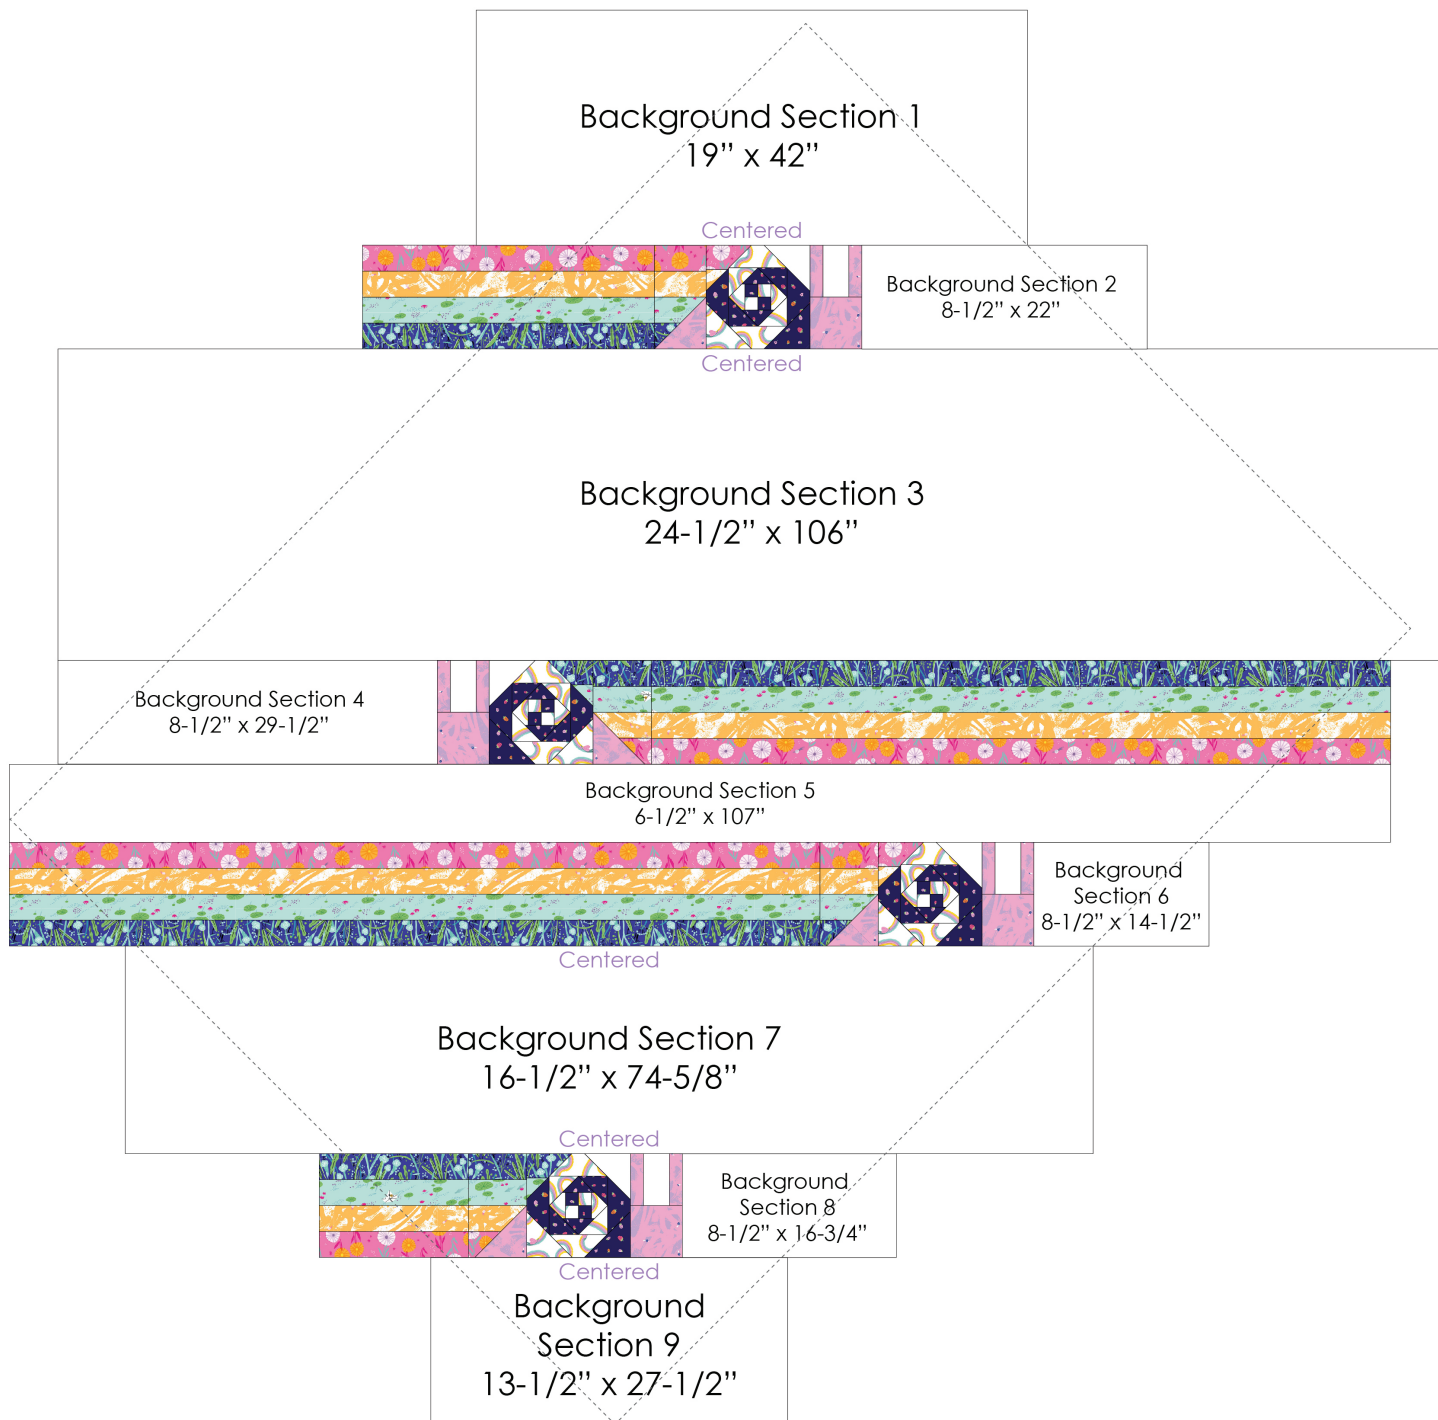 Background Section 1
19” x 42”
Centered
Background Section 2
8-1/2” x 22”
Centered
Background Section 3
24-1/2” x 106”
Background Section 4
8-1/2” x 29-1/2”
Background Section 5
6-1/2” x 107”
Background
Section 6
8-1/2” x 14-1/2”
Centered
Background Section 7
16-1/2” x 74-5/8”
Centered
Background
Section 8
8-1/2” x 16-3/4”
Centered
Background
Section 9
13-1/2” x 27-1/2”